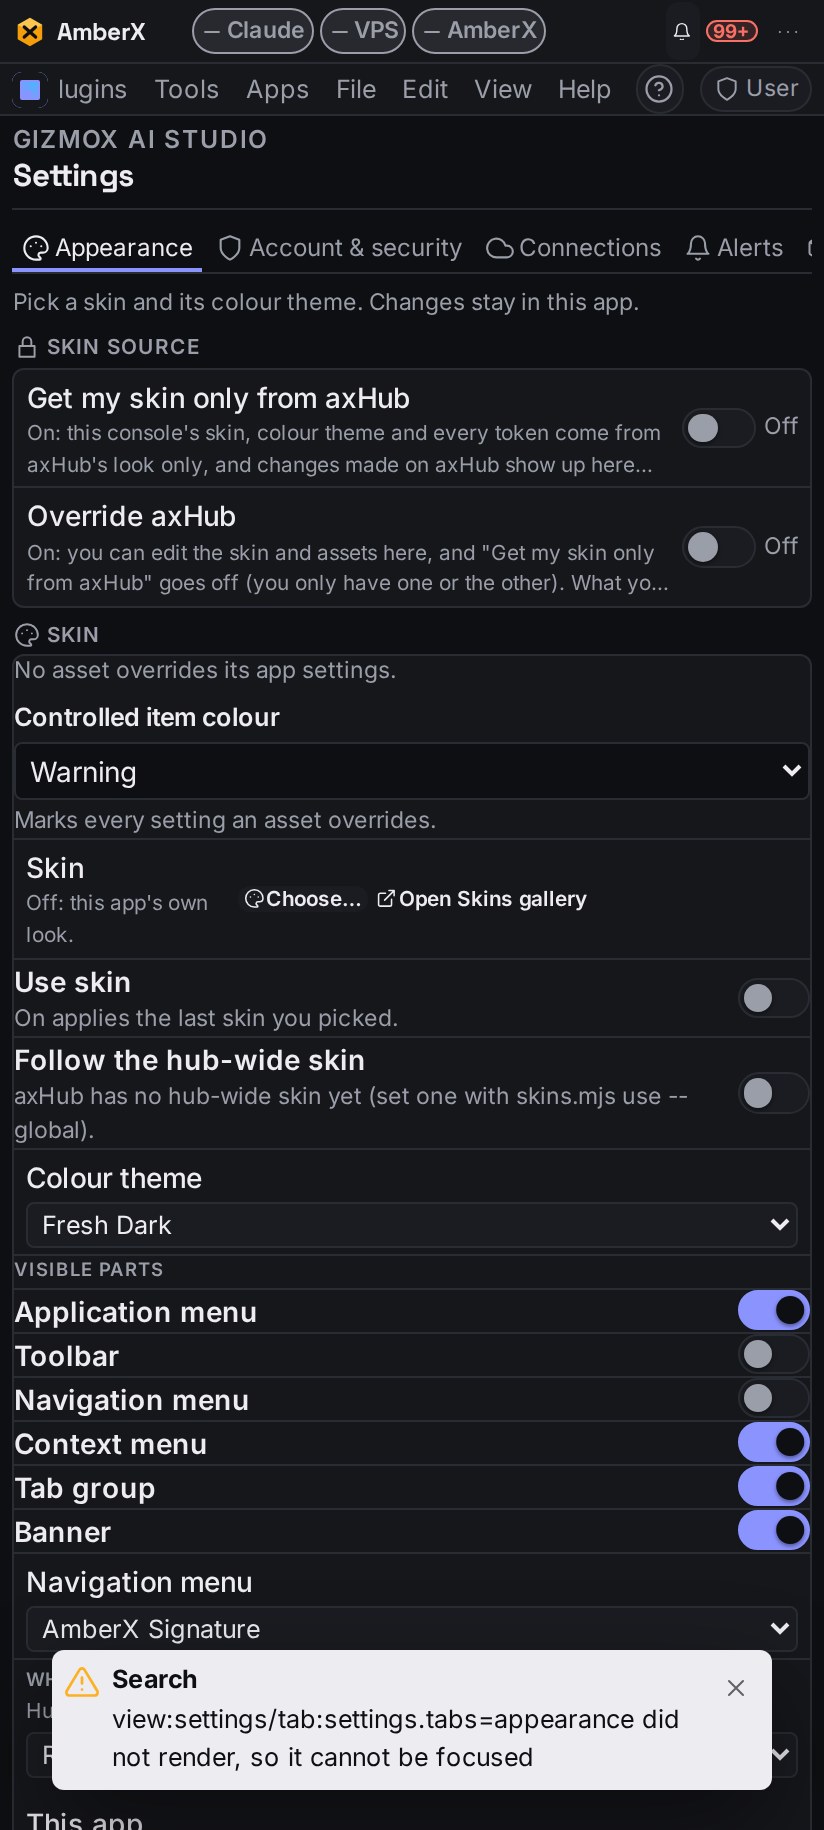 AmberX
— Claude
— VPS
— AmberX
99+
...
lugins Tools Apps File Edit View Help
User
GIZMOX AI STUDIO
Settings
Appearance Account & security Connections Alerts
Pick a skin and its colour theme. Changes stay in this app.
SKIN SOURCE
Get my skin only from axHub
On: this console's skin, colour theme and every token come from
axHub's look only, and changes made on axHub show up here...
Off
Override axHub
On: you can edit the skin and assets here, and "Get my skin only
from axHub" goes off (you only have one or the other). What yo...
Off
SKIN
No asset overrides its app settings.
Controlled item colour
Warning
Marks every setting an asset overrides.
Skin
Off: this app's own
look.
Choose...
Open Skins gallery
Use skin
On applies the last skin you picked.
Follow the hub-wide skin
axHub has no hub-wide skin yet (set one with skins.mjs use --
global).
Colour theme
Fresh Dark
VISIBLE PARTS
Application menu
Toolbar
Navigation menu
Context menu
Tab group
Banner
Navigation menu
AmberX Signature
Search
view:settings/tab:settings.tabs=appearance did
not render, so it cannot be focused
This app